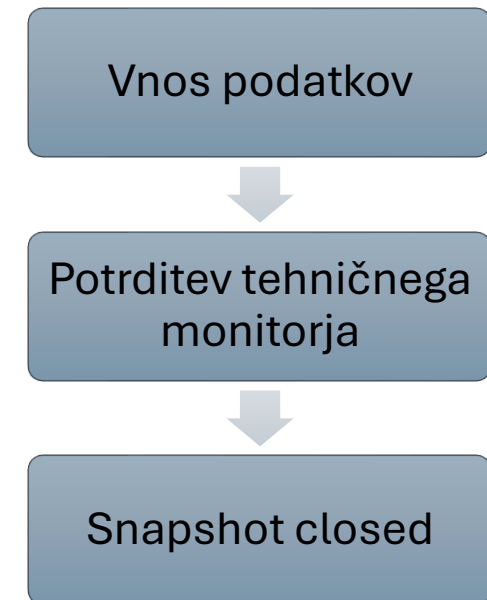 Vnos podatkov
Potrditev tehničnega
monitorja
Snapshot closed